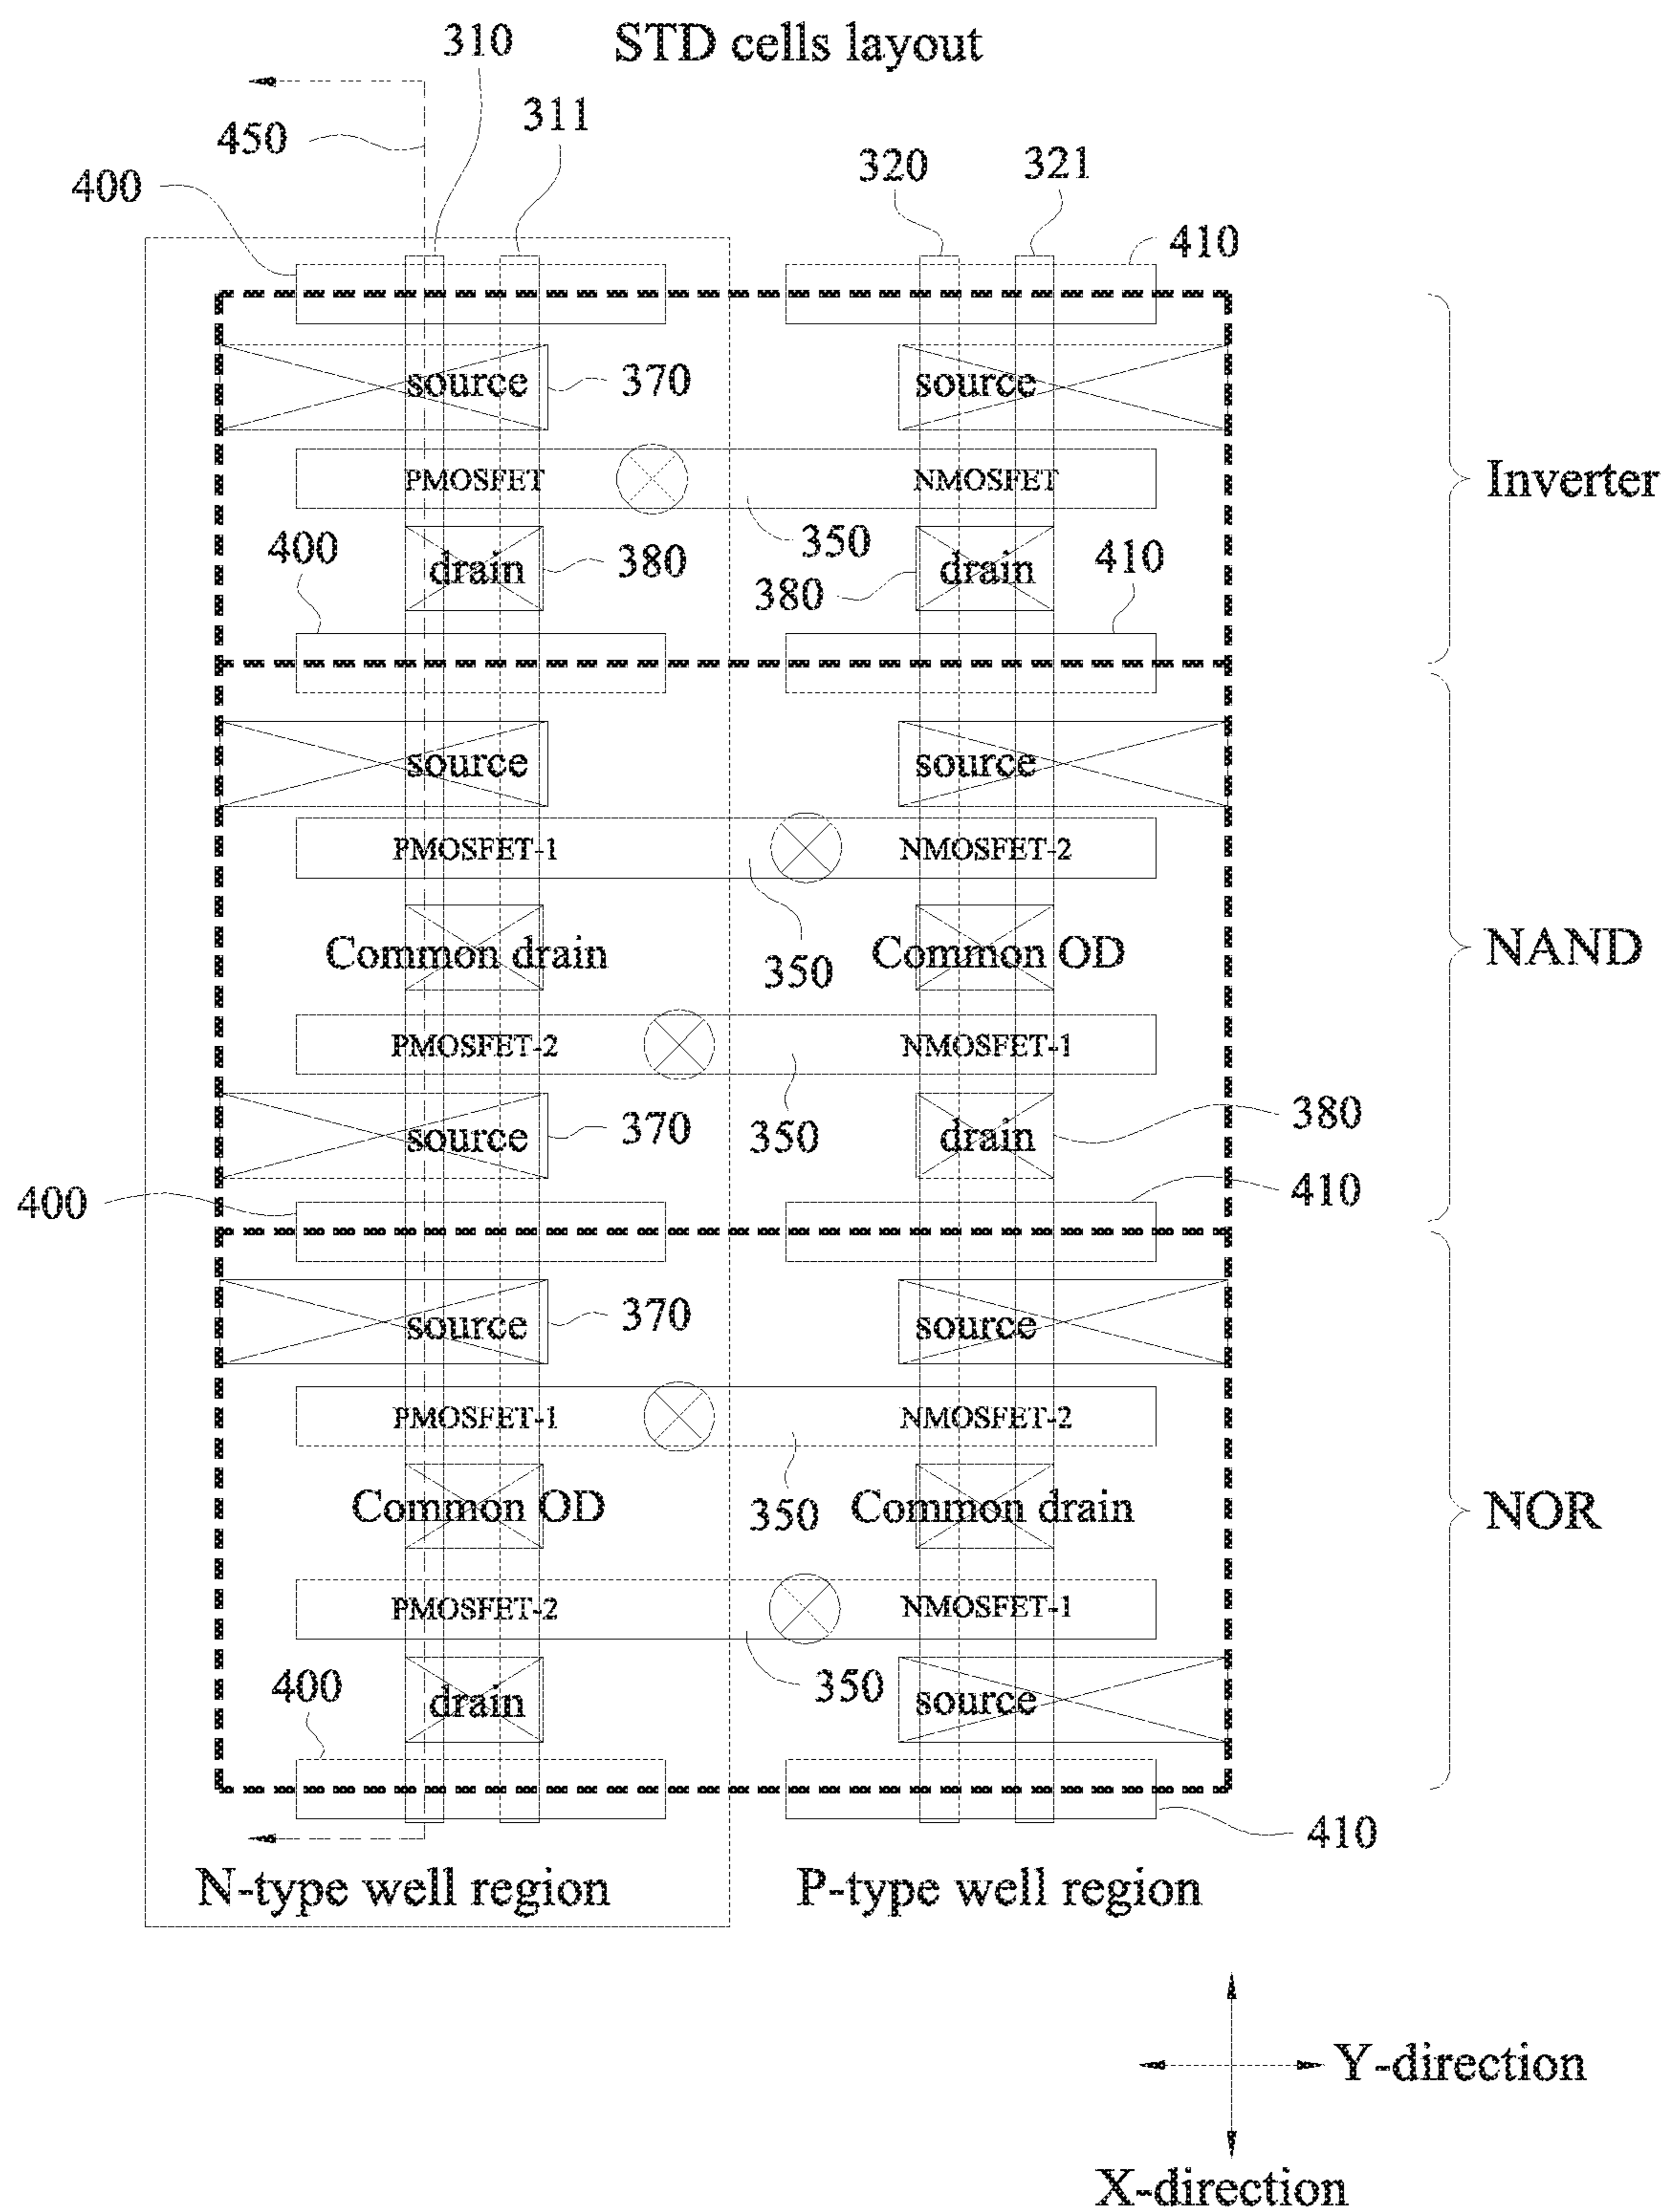 STD cells layout
310
311
450
400
320
321
410
source
370
source
PMOSFET
NMOSFET
Inverter
350
400
drain
380
380
drain
410
source
source
PMOSFET-1
NMOSFET-2
Common drain
Common OD
NAND
350
PMOSFET-2
NMOSFET-1
source
370
350
drain
380
400
410
source
370
source
PMOSFET-1
NMOSFET-2
Common OD
350
Common drain
NOR
PMOSFET-2
NMOSFET-1
400
drain
350
source
410
N-type well region
P-type well region
Y-direction
X-direction